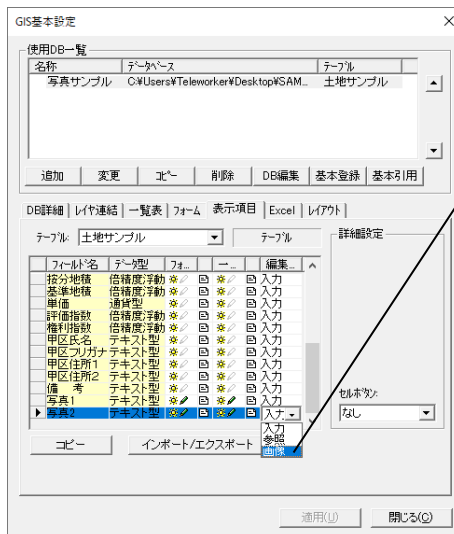 GIS基本設定
使用DB一覧
名称 ﾃﾞｰﾀﾍﾞｰｽ ﾃｰﾌﾞﾙ
写真サンプル C:¥Users¥Teleworker¥Desktop¥SAM... 土地サンプル
追加 変更 ｺﾋﾟｰ 削除 DB編集 基本登録 基本引用
DB詳細 ﾚｲﾔ連結 一覧表 ﾌｫｰﾑ 表示項目 Excel ﾚｲｱｳﾄ
ﾃｰﾌﾞﾙ: 土地サンプル ﾃｰﾌﾞﾙ 詳細設定
ﾌｨｰﾙﾄﾞ名 ﾃﾞｰﾀ型 ﾌｫ... 一... 編集...
按分地積 倍精度浮動 入力
基準地積 倍精度浮動 入力
単価 通貨型 入力
評価指数 倍精度浮動 入力
権利指数 倍精度浮動 入力
甲区氏名 テキスト型 入力
甲区フリガナ テキスト型 入力
甲区住所1 テキスト型 入力
甲区住所2 テキスト型 入力
備　考 テキスト型 入力
写真1 テキスト型 入力
写真2 テキスト型 入力
入力
参照
画像
ｾﾙﾎﾞﾀﾝ:
なし
コピー インポート/エクスポート
適用(U) 閉じる(C)